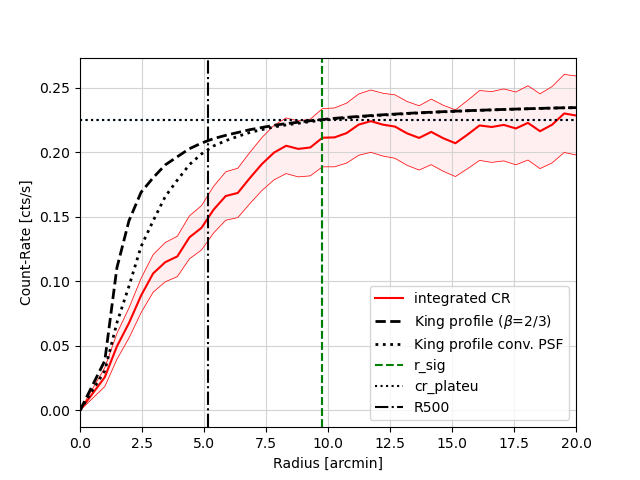 0.25
0.20
0.15
0.10
0.05
0.00
Count-Rate [cts/s]
integrated CR
King profile (β=2/3)
King profile conv. PSF
r_sig
cr_plateu
R500
0.0 2.5 5.0 7.5 10.0 12.5 15.0 17.5 20.0
Radius [arcmin]